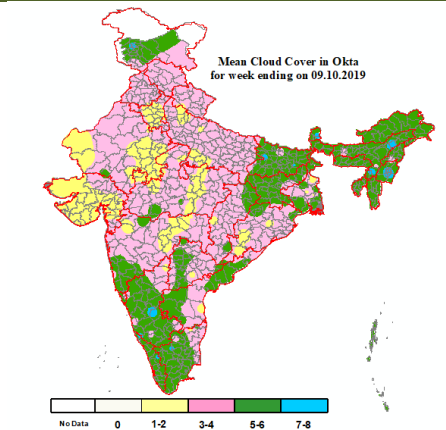 Mean Cloud Cover in Okta
for week ending on 09.10.2019
No Data 0 1-2 3-4 5-6 7-8